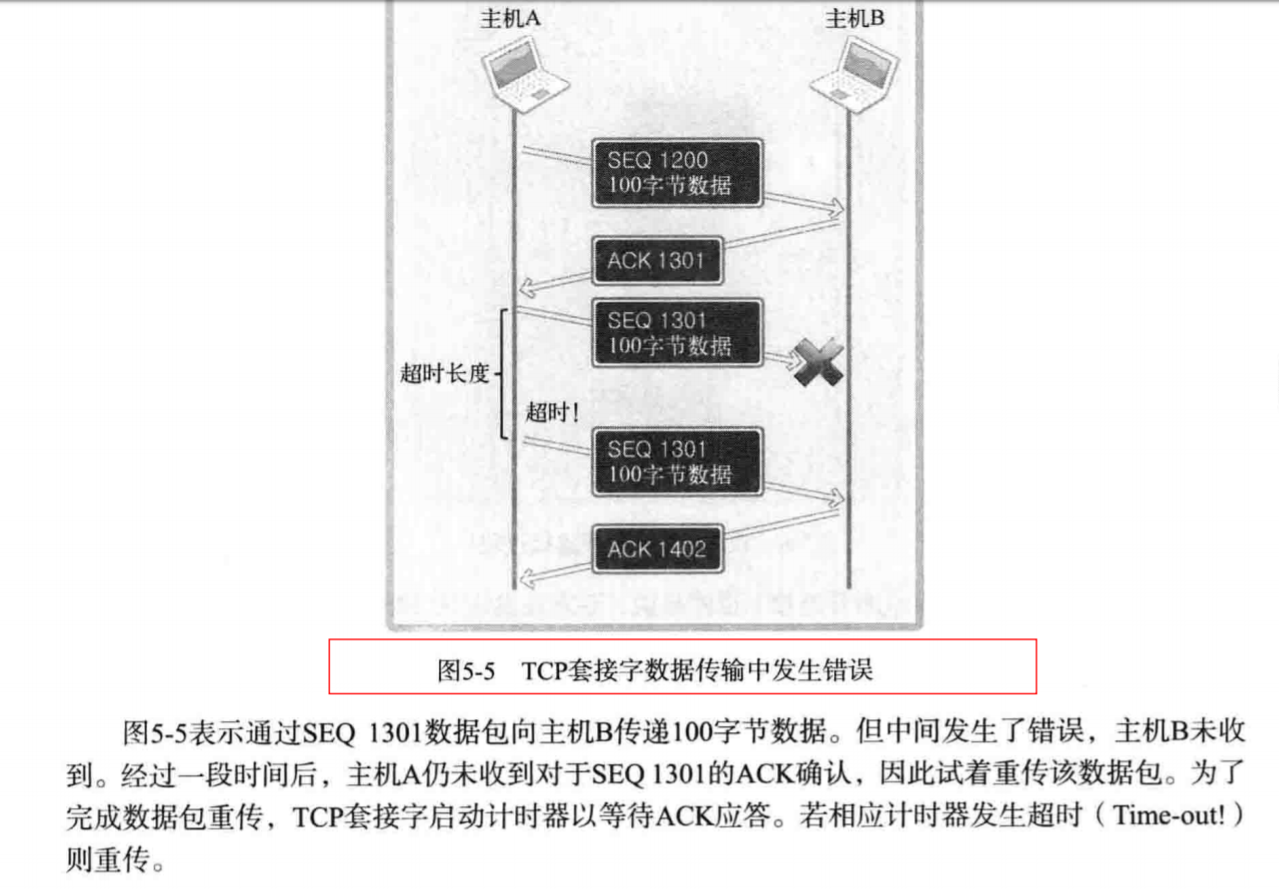 主机A 主机B
SEQ 1200
100字节数据
ACK 1301
SEQ 1301
100字节数据
超时长度
超时!
SEQ 1301
100字节数据
ACK 1402
图5-5 TCP套接字数据传输中发生错误
图5-5表示通过SEQ 1301数据包向主机B传递100字节数据。但中间发生了错误，主机B未收
到。经过一段时间后，主机A仍未收到对于SEQ 1301的ACK确认，因此试着重传该数据包。为了
完成数据包重传，TCP套接字启动计时器以等待ACK应答。若相应计时器发生超时（Time-out!）
则重传。